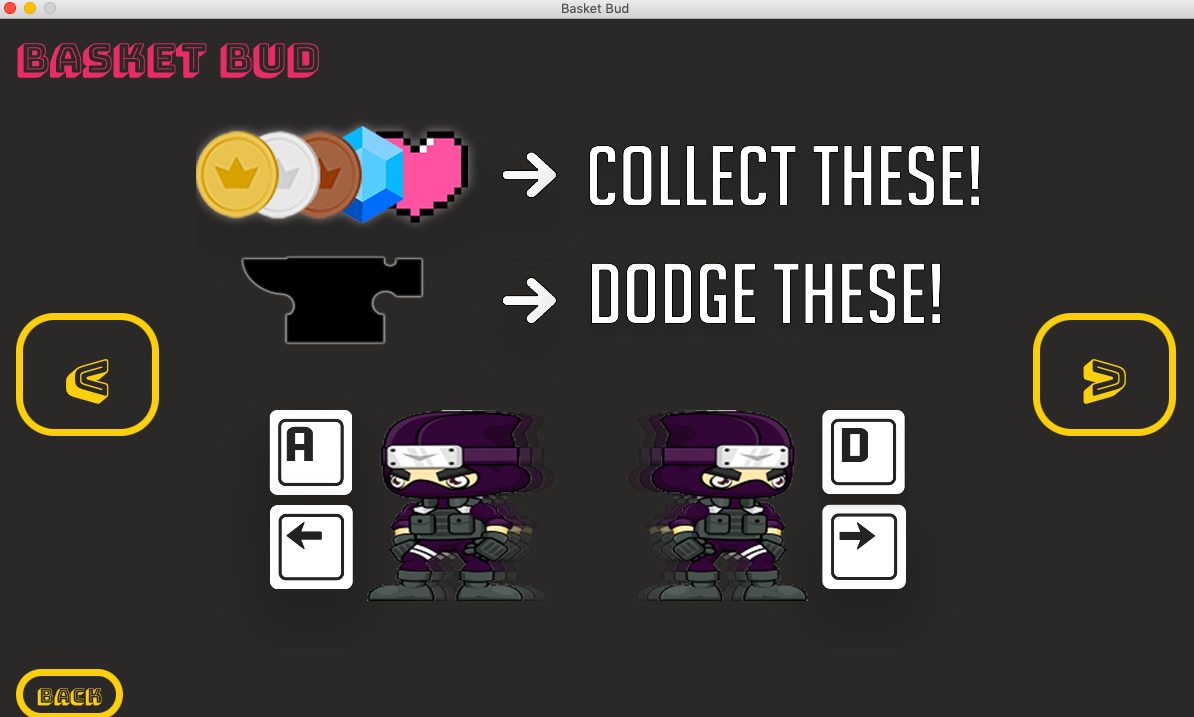 Basket Bud
BASKET BUD
→ COLLECT THESE!
→ DODGE THESE!
< >
A D
← →
BACK